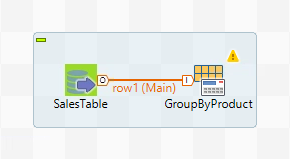 O
I
row1 (Main)
SalesTable
GroupByProduct